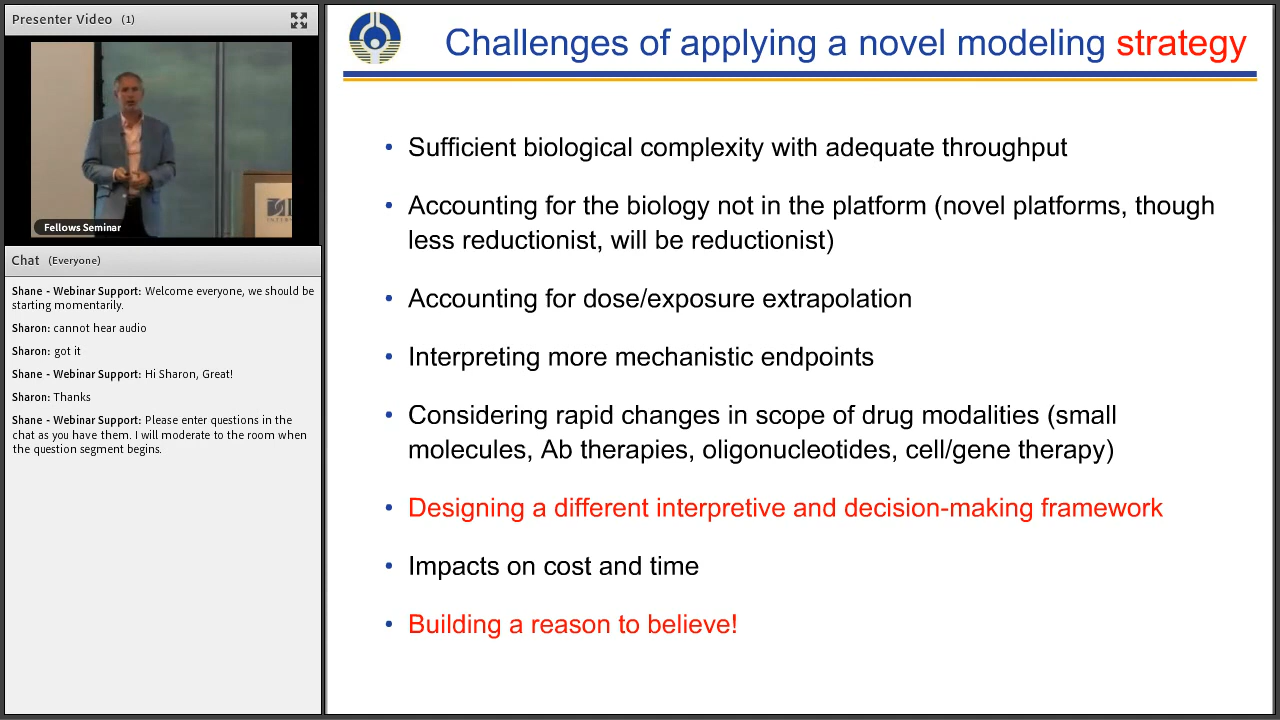 Presenter Video (1)
Fellows Seminar
Chat (Everyone)
Shane - Webinar Support: Welcome everyone, we should be
starting momentarily.
Sharon: cannot hear audio
Sharon: got it
Shane - Webinar Support: Hi Sharon, Great!
Sharon: Thanks
Shane - Webinar Support: Please enter questions in the
chat as you have them. I will moderate to the room when
the question segment begins.
Challenges of applying a novel modeling strategy
• Sufficient biological complexity with adequate throughput
• Accounting for the biology not in the platform (novel platforms, though
less reductionist, will be reductionist)
• Accounting for dose/exposure extrapolation
• Interpreting more mechanistic endpoints
• Considering rapid changes in scope of drug modalities (small
molecules, Ab therapies, oligonucleotides, cell/gene therapy)
• Designing a different interpretive and decision-making framework
• Impacts on cost and time
• Building a reason to believe!